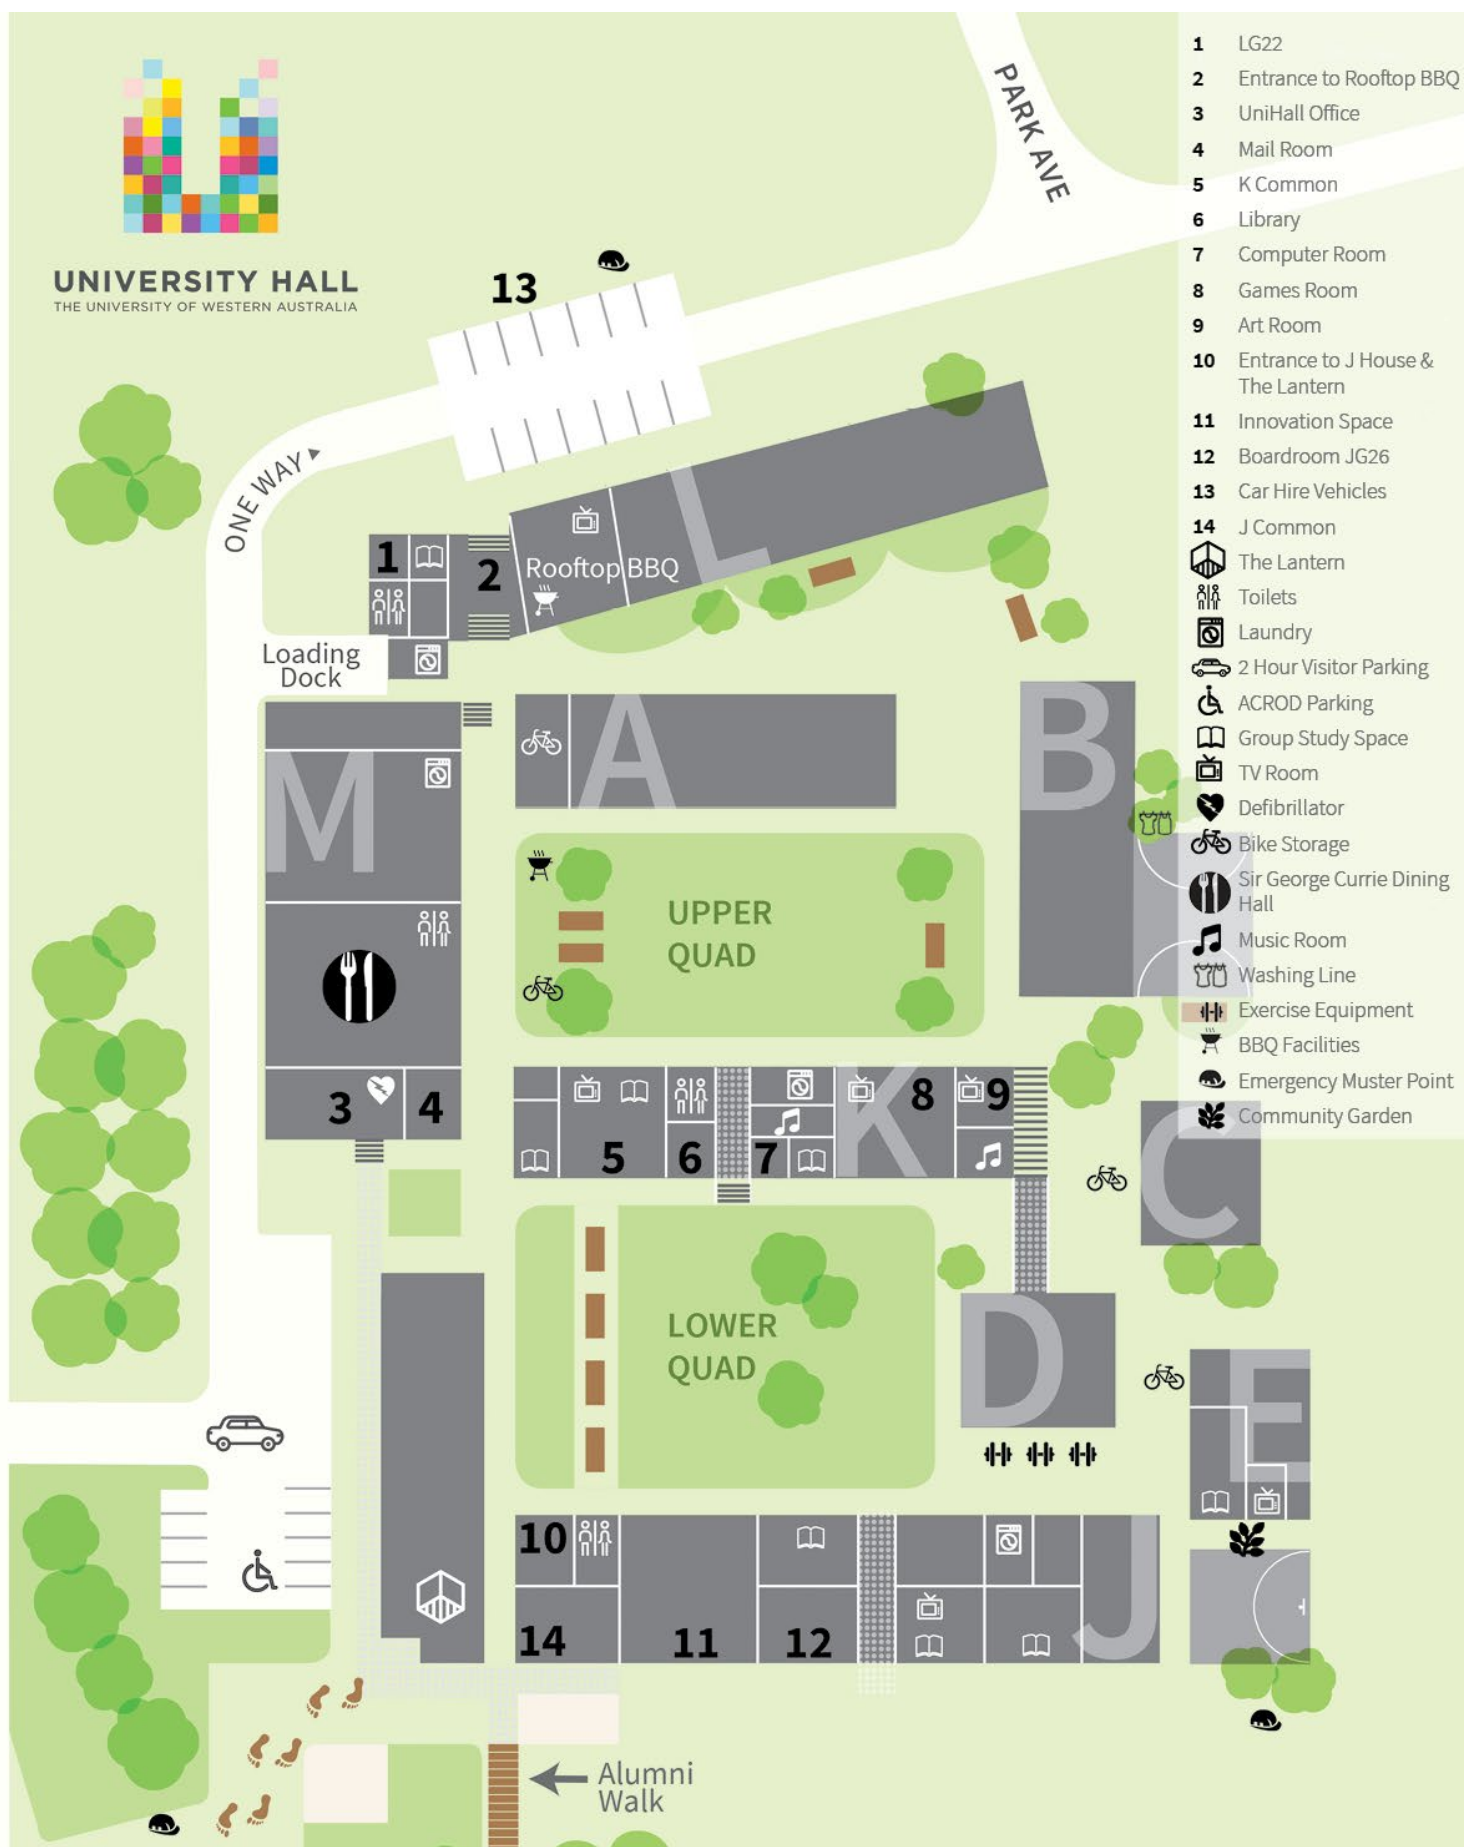 UNIVERSITY HALL
THE UNIVERSITY OF WESTERN AUSTRALIA
PARK AVE
13
ONE WAY
1
2
Rooftop BBQ
L
Loading
Dock
A
B
M
UPPER
QUAD
3
4
5
6
7
K
8
9
C
LOWER
QUAD
D
E
10
14
11
12
J
Alumni
Walk
1 LG22
2 Entrance to Rooftop BBQ
3 UniHall Office
4 Mail Room
5 K Common
6 Library
7 Computer Room
8 Games Room
9 Art Room
10 Entrance to J House &
The Lantern
11 Innovation Space
12 Boardroom JG26
13 Car Hire Vehicles
14 J Common
The Lantern
Toilets
Laundry
2 Hour Visitor Parking
ACROD Parking
Group Study Space
TV Room
Defibrillator
Bike Storage
Sir George Currie Dining
Hall
Music Room
Washing Line
Exercise Equipment
BBQ Facilities
Emergency Muster Point
Community Garden